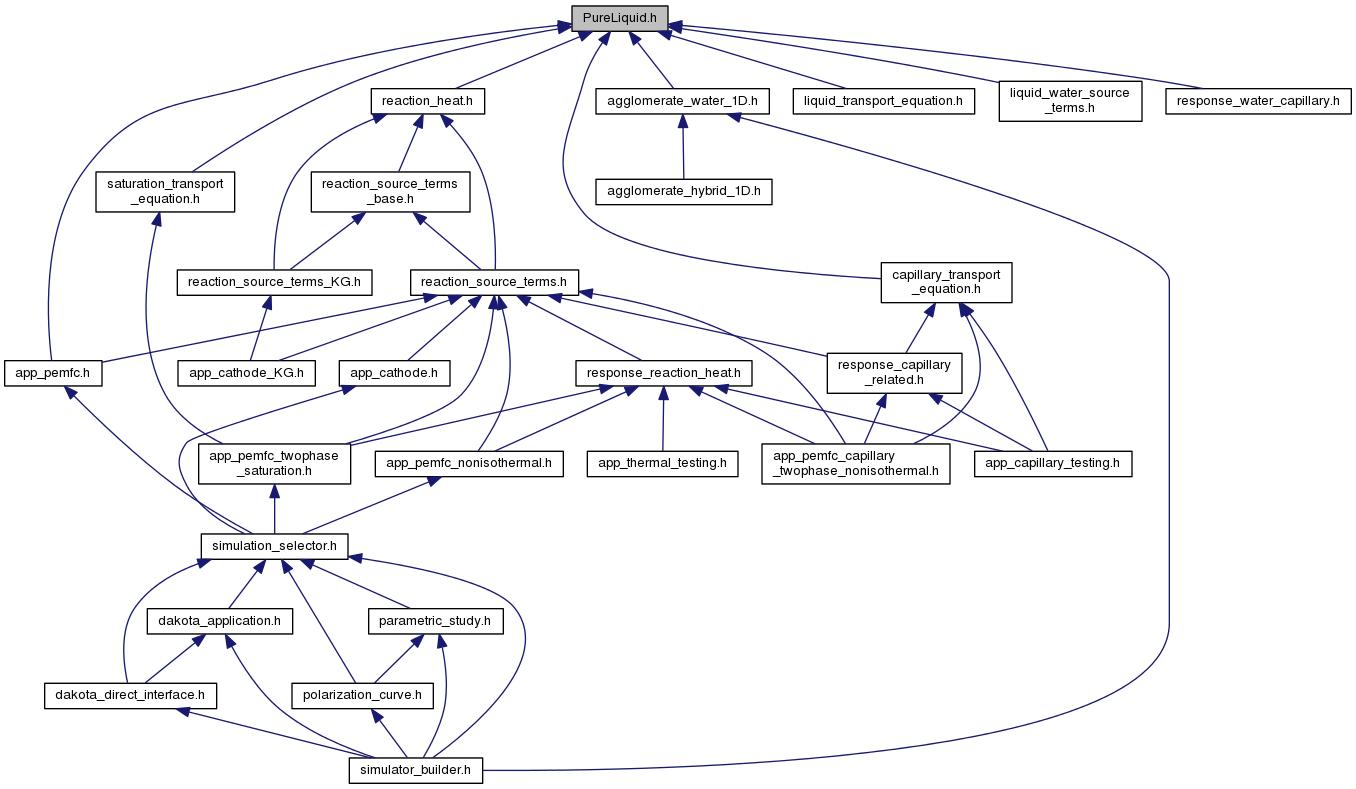 PureLiquid.h
reaction_heat.h
agglomerate_water_1D.h
liquid_transport_equation.h
liquid_water_source
_terms.h
response_water_capillary.h
saturation_transport
_equation.h
reaction_source_terms
_base.h
agglomerate_hybrid_1D.h
reaction_source_terms_KG.h
reaction_source_terms.h
capillary_transport
_equation.h
app_pemfc.h
app_cathode_KG.h
app_cathode.h
response_reaction_heat.h
response_capillary
_related.h
app_pemfc_twophase
_saturation.h
app_pemfc_nonisothermal.h
app_thermal_testing.h
app_pemfc_capillary
_twophase_nonisothermal.h
app_capillary_testing.h
simulation_selector.h
dakota_application.h
parametric_study.h
dakota_direct_interface.h
polarization_curve.h
simulator_builder.h